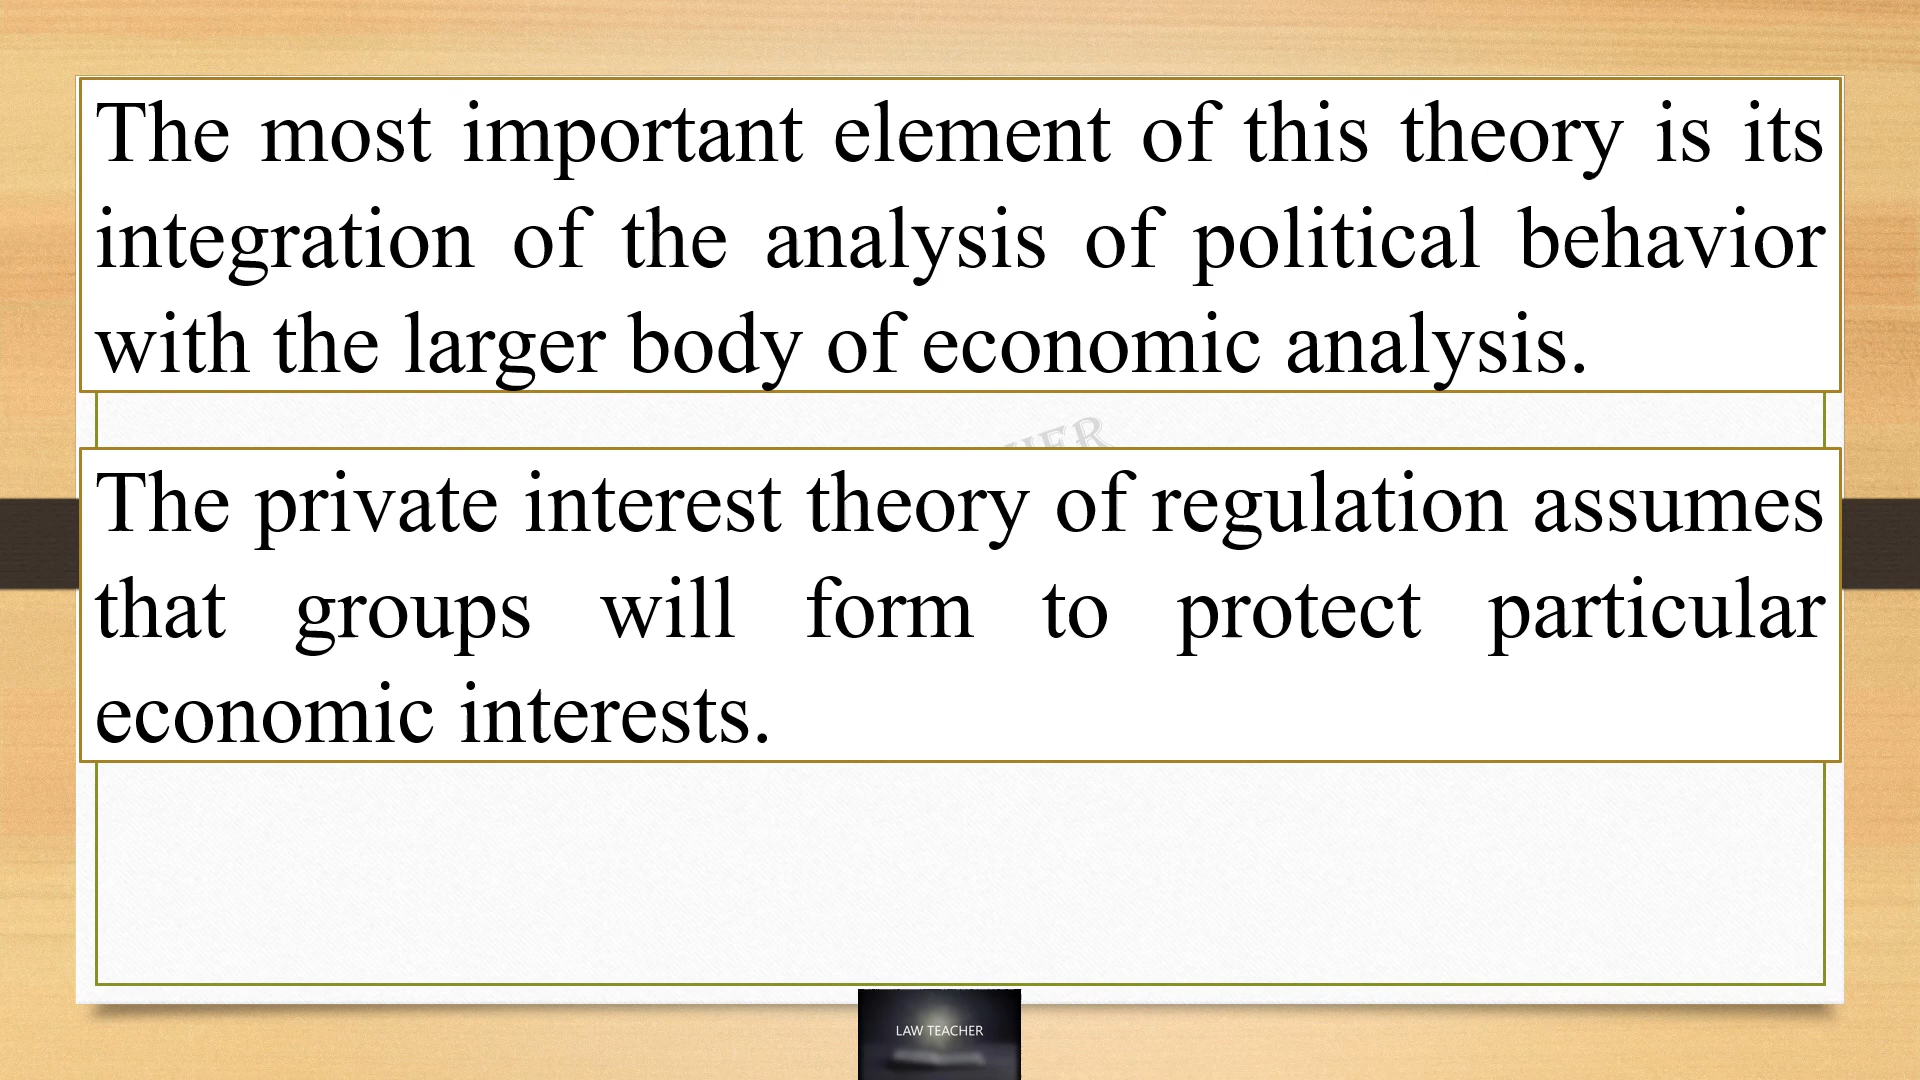 The most important element of this theory is its
integration of the analysis of political behavior
with the larger body of economic analysis.
The private interest theory of regulation assumes
that groups will form to protect particular
economic interests.
LAW TEACHER